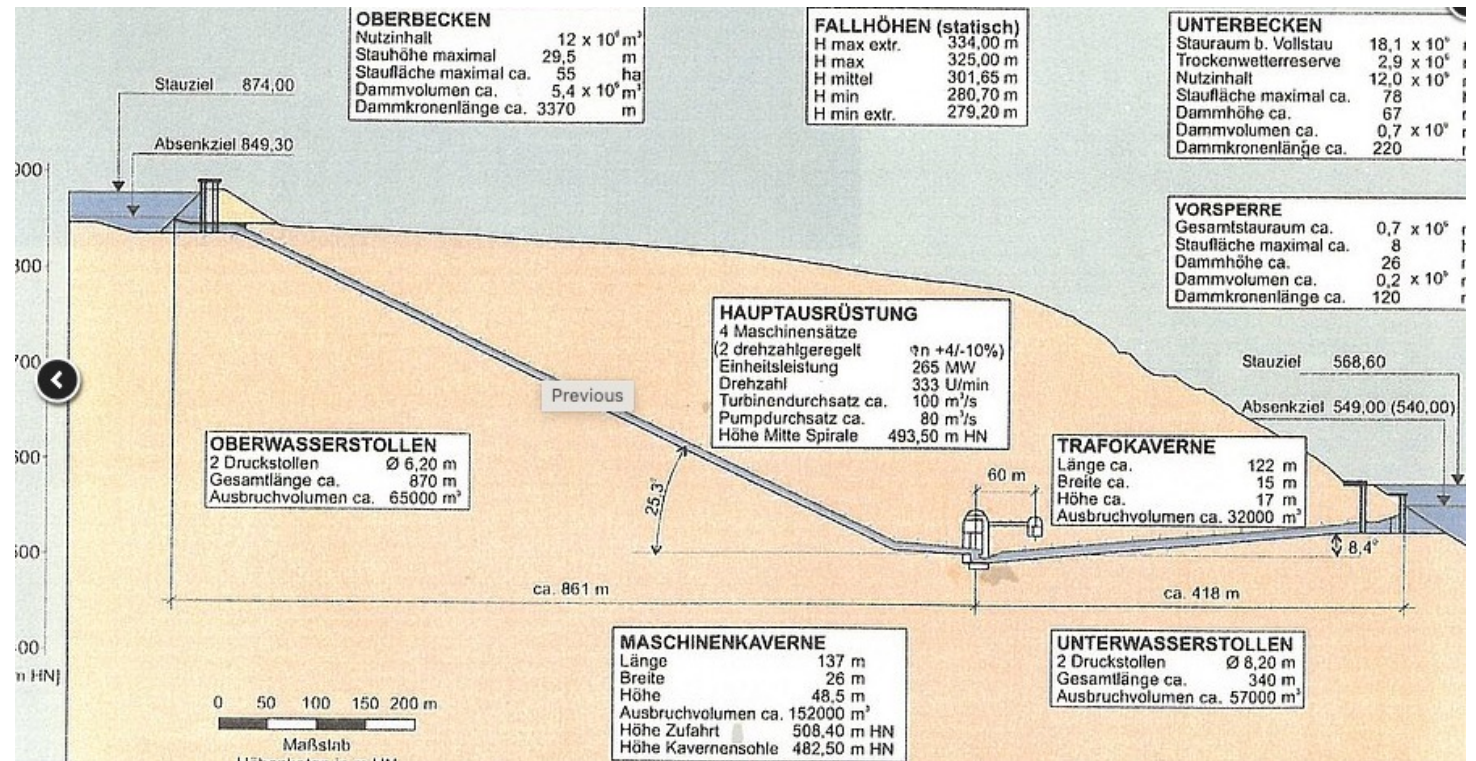 OBERBECKEN
Nutzinhalt 12 x 10⁶ m³
Stauhöhe maximal 29,5 m
Staufläche maximal ca. 55 ha
Dammvolumen ca. 5,4 x 10⁶ m³
Dammkronenlänge ca. 3370 m
FALLHÖHEN (statisch)
H max extr. 334,00 m
H max 325,00 m
H mittel 301,65 m
H min 280,70 m
H min extr. 279,20 m
UNTERBECKEN
Stauraum b. Vollstau 18,1 x 10⁶
Trockenwetterreserve 2,9 x 10⁶
Nutzinhalt 12,0 x 10⁶
Staufläche maximal ca. 78
Dammhöhe ca. 67
Dammvolumen ca. 0,7 x 10⁶
Dammkronenlänge ca. 220
Stauziel 874,00
Absenkziel 849,30
VORSPERRE
Gesamtstauraum ca. 0,7 x 10⁶
Staufläche maximal ca. 8
Dammhöhe ca. 26
Dammvolumen ca. 0,2 x 10⁶
Dammkronenlänge ca. 120
HAUPTAUSRÜSTUNG
4 Maschinensätze
(2 drehzahlgeregelt +4/-10%)
Einheitsleistung 265 MW
Drehzahl 333 U/min
Turbinendurchsatz ca. 100 m³/s
Pumpdurchsatz ca. 80 m³/s
Höhe Mitte Spirale 493,50 m HN
Stauziel 568,60
Absenkziel 549,00 (540,00)
Previous
OBERWASSERSTOLLEN
2 Druckstollen Ø 6,20 m
Gesamtlänge ca. 870 m
Ausbruchvolumen ca. 65000 m³
25,3°
60 m
TRAFOKAVERNE
Länge ca. 122 m
Breite ca. 15 m
Höhe ca. 17 m
Ausbruchvolumen ca. 32000 m³
8,4°
ca. 861 m
ca. 418 m
MASCHINENKAVERNE
Länge 137 m
Breite 26 m
Höhe 48,5 m
Ausbruchvolumen ca. 152000 m³
Höhe Zufahrt 508,40 m HN
Höhe Kavernensohle 482,50 m HN
UNTERWASSERSTOLLEN
2 Druckstollen Ø 8,20 m
Gesamtlänge ca. 340 m
Ausbruchvolumen ca. 57000 m³
m HN]
0 50 100 150 200 m
Maßstab